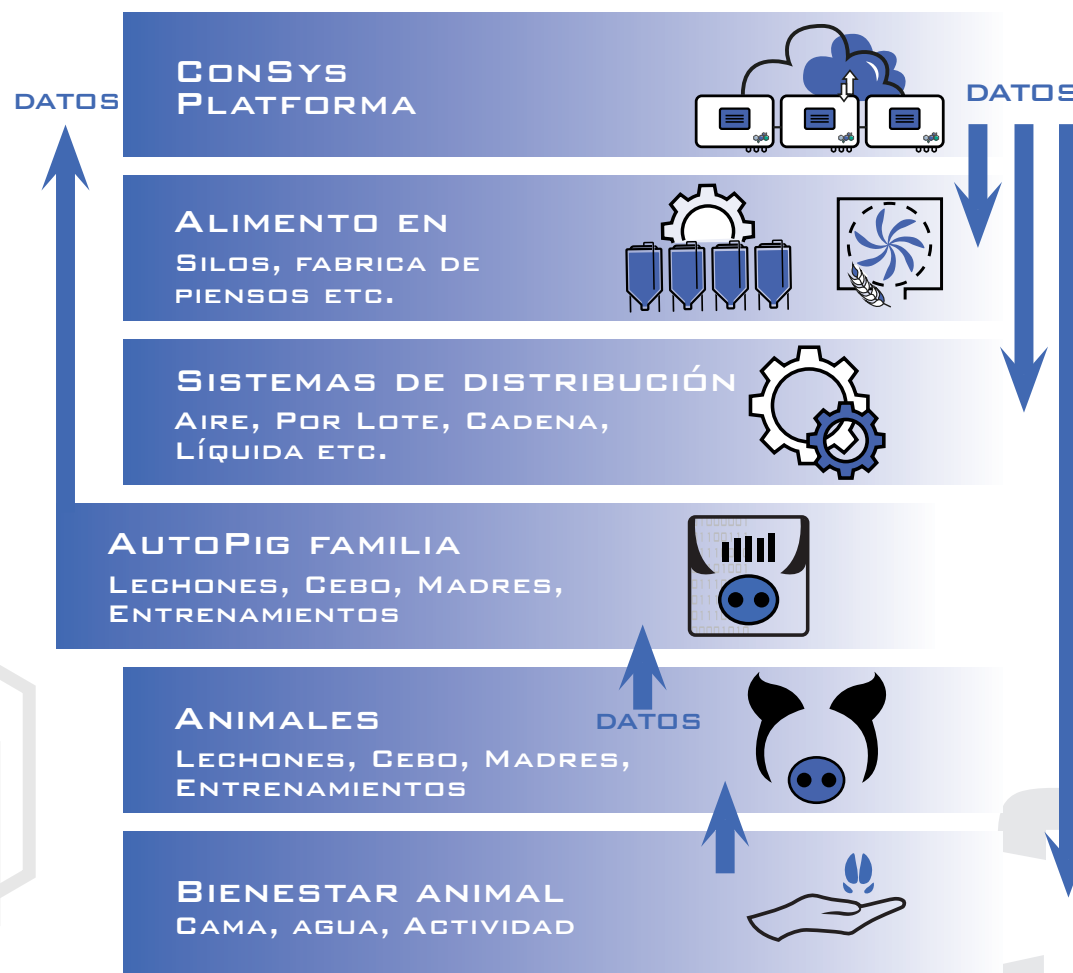 ConSys
Platforma
DATOS
DATOS
Alimento en
Silos, fabrica de
piensos etc.
Sistemas de distribución
Aire, Por Lote, Cadena,
Líquida etc.
AutoPig familia
Lechones, Cebo, Madres,
Entrenamientos
DATOS
Animales
Lechones, Cebo, Madres,
Entrenamientos
Bienestar animal
Cama, agua, Actividad